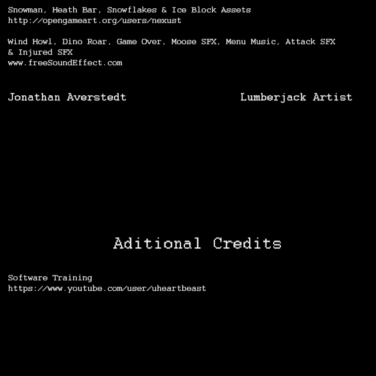 Snowman, Heath Bar, Snowflakes & Ice Block Assets
http://opengameart.org/users/nexust
Wind Howl, Dino Roar, Game Over, Moose SFX, Menu Music, Attack SFX
& Injured SFX
www.freeSoundEffect.com
Jonathan Averstedt Lumberjack Artist
Aditional Credits
Software Training
https://www.youtube.com/user/uheartbeast